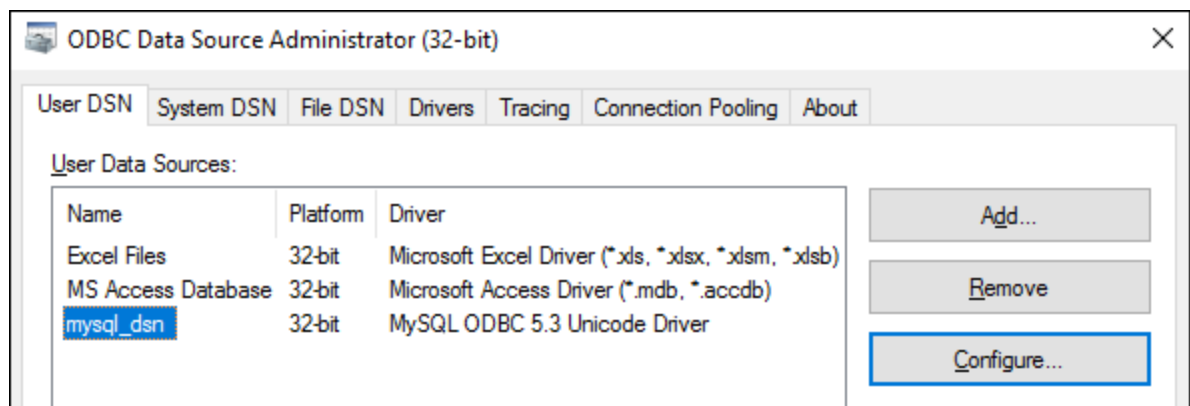 ODBC Data Source Administrator (32-bit)
User DSN System DSN File DSN Drivers Tracing Connection Pooling About
User Data Sources:
Name Platform Driver
Add...
Excel Files 32-bit Microsoft Excel Driver (*.xls, *.xlsx, *.xlsm, *.xlsb)
MS Access Database 32-bit Microsoft Access Driver (*.mdb, *.accdb)
Remove
mysql_dsn 32-bit MySQL ODBC 5.3 Unicode Driver
Configure...